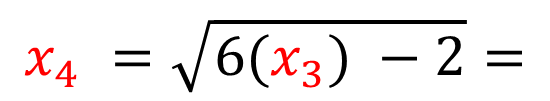 x₄ = √(6(x₃) − 2) =